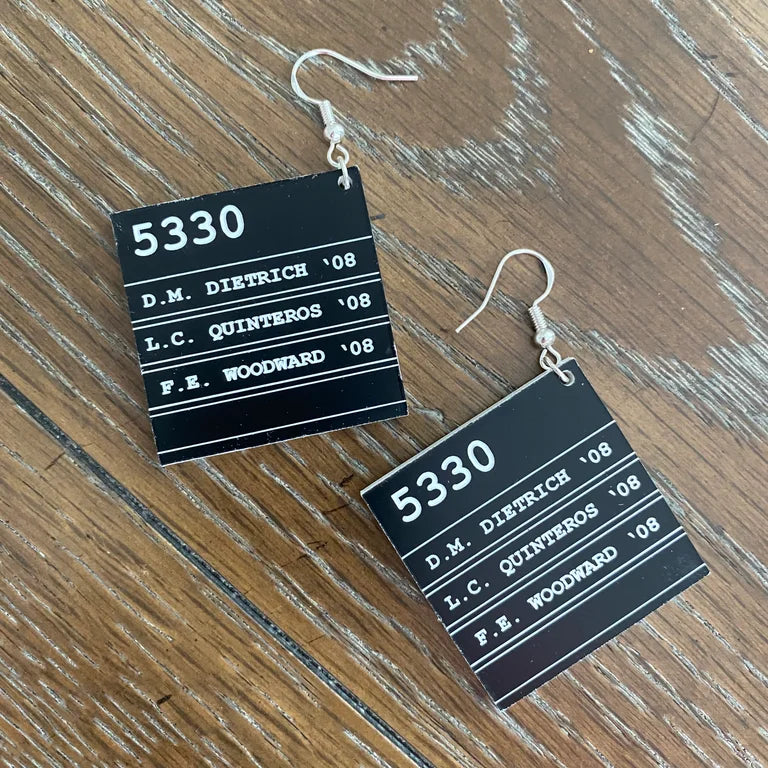 5330
D.M. DIETRICH '08
L.C. QUINTEROS '08
F.E. WOODWARD '08
5330
D.M. DIETRICH '08
L.C. QUINTEROS '08
F.E. WOODWARD '08